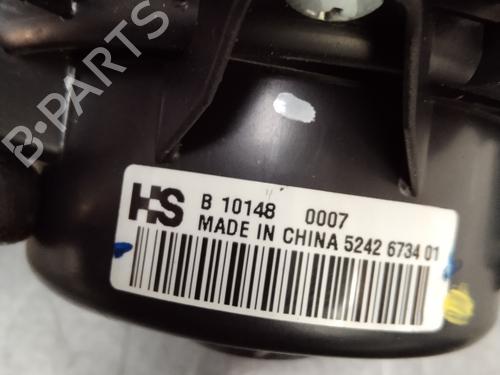 B-PARTS
HS
B 10148 0007
MADE IN CHINA 5242 6734 01